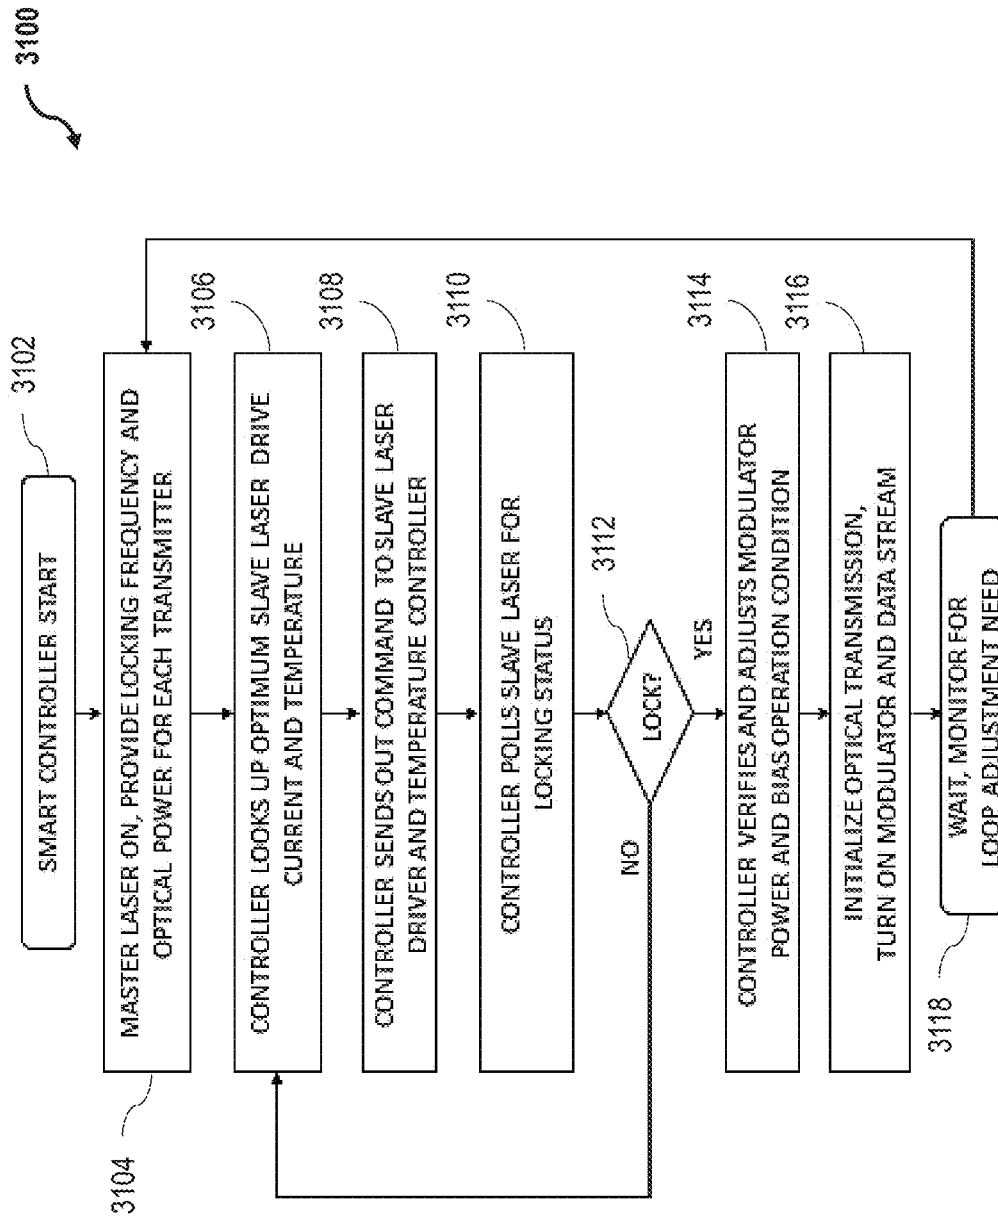 3100
SMART CONTROLLER START
3102
MASTER LASER ON, PROVIDE LOCKING FREQUENCY AND
OPTICAL POWER FOR EACH TRANSMITTER
3104
CONTROLLER LOOKS UP OPTIMUM SLAVE LASER DRIVE
CURRENT AND TEMPERATURE
3106
CONTROLLER SENDS OUT COMMAND TO SLAVE LASER
DRIVER AND TEMPERATURE CONTROLLER
3108
CONTROLLER POLLS SLAVE LASER FOR
LOCKING STATUS
3110
LOCK?
3112
NO
YES
CONTROLLER VERIFIES AND ADJUSTS MODULATOR
POWER AND BIAS OPERATION CONDITION
3114
INITIALIZE OPTICAL TRANSMISSION,
TURN ON MODULATOR AND DATA STREAM
3116
WAIT, MONITOR FOR
LOOP ADJUSTMENT NEED
3118